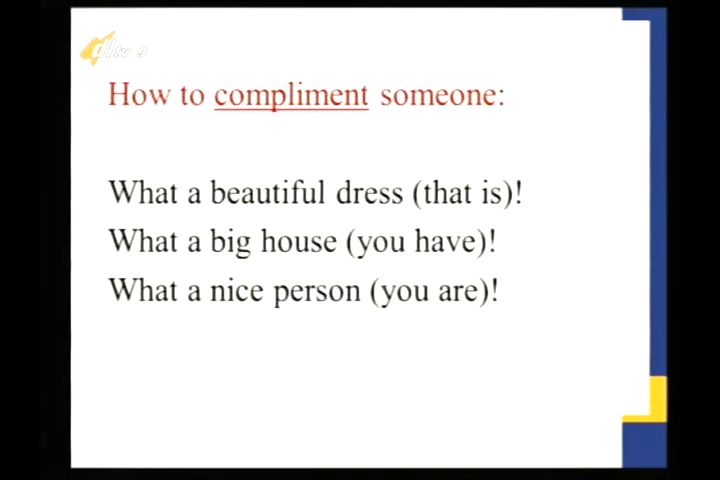 How to compliment someone:
What a beautiful dress (that is)!
What a big house (you have)!
What a nice person (you are)!